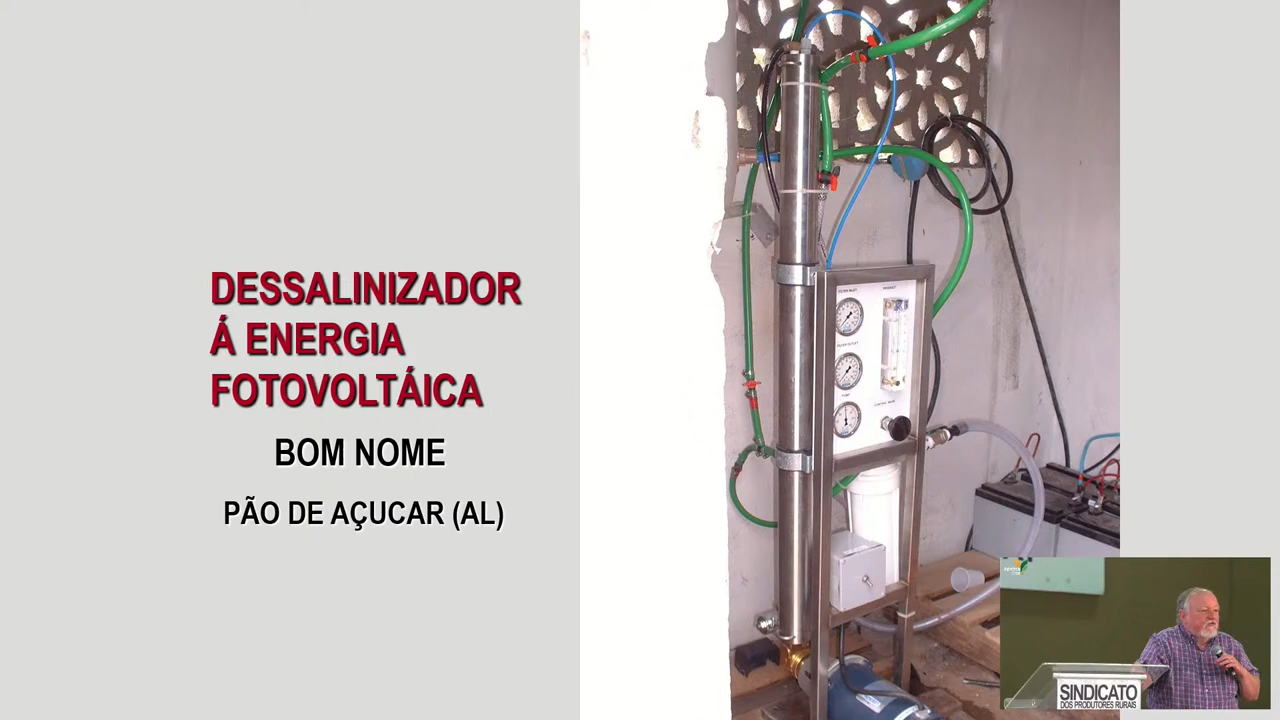 DESSALINIZADOR
Á ENERGIA
FOTOVOLTÁICA
BOM NOME
PÃO DE AÇUCAR (AL)
SINDICATO
DOS PRODUTORES RURAIS